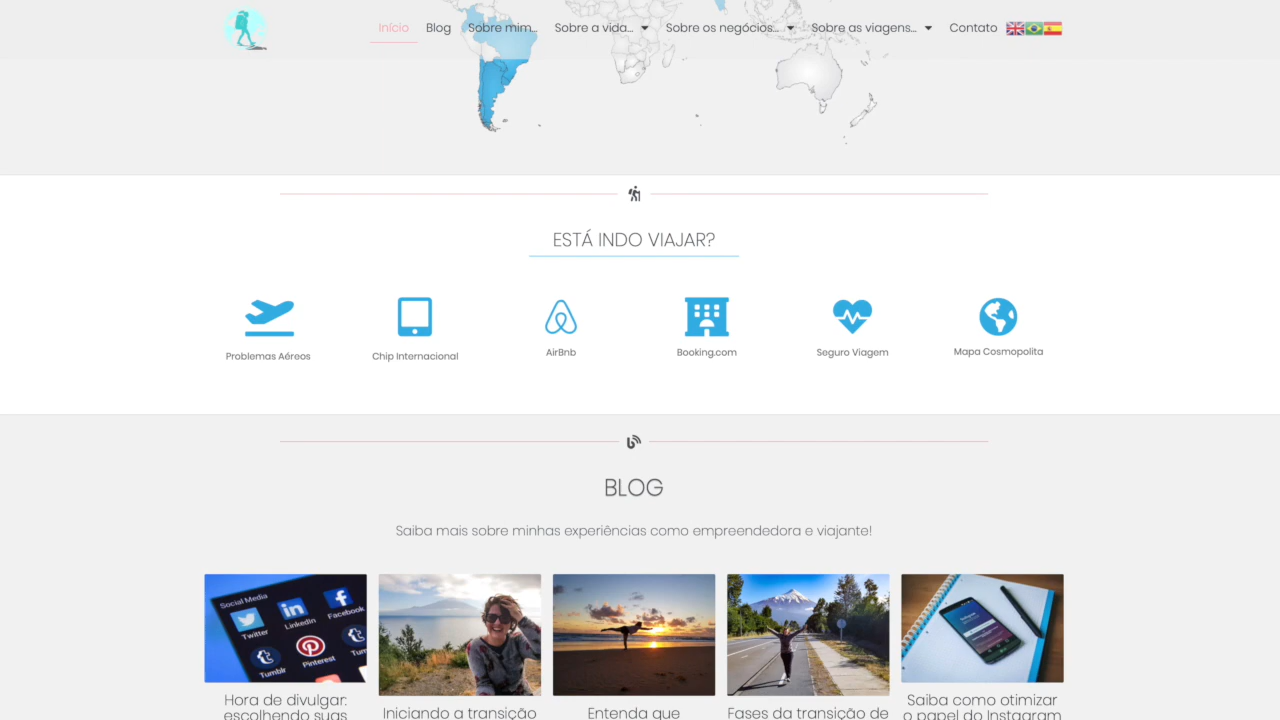 Início Blog Sobre mim... Sobre a vida... Sobre os negócios... Sobre as viagens... Contato
ESTÁ INDO VIAJAR?
Problemas Aéreos
Chip Internacional
AirBnb
Booking.com
Seguro Viagem
Mapa Cosmopolita
BLOG
Saiba mais sobre minhas experiências como empreendedora e viajante!
Social Media
Twitter
LinkedIn
Facebook
Tumblr
Pinterest
Hora de divulgar:
escolhendo suas
Iniciando a transição
Entenda que
Fases da transição de
Saiba como otimizar
o papel do Instagram